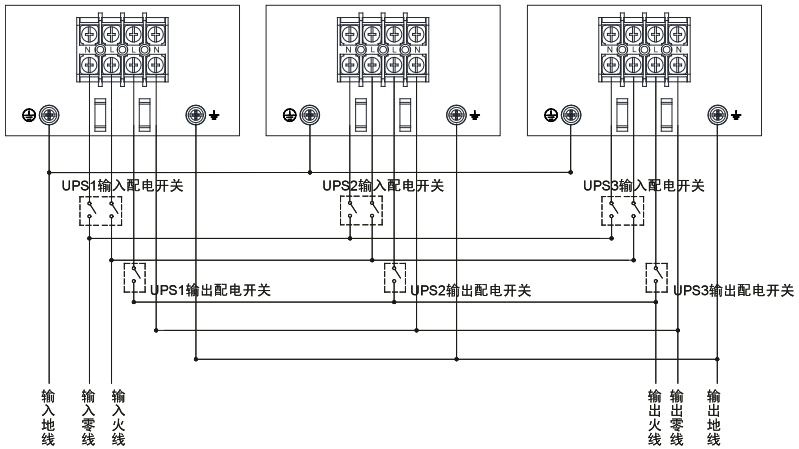 N L L N
N L L N
N L L N
UPS1输入配电开关
UPS2输入配电开关
UPS3输入配电开关
UPS1输出配电开关
UPS2输出配电开关
UPS3输出配电开关
输入地线
输入零线
输入火线
输出火线
输出零线
输出地线